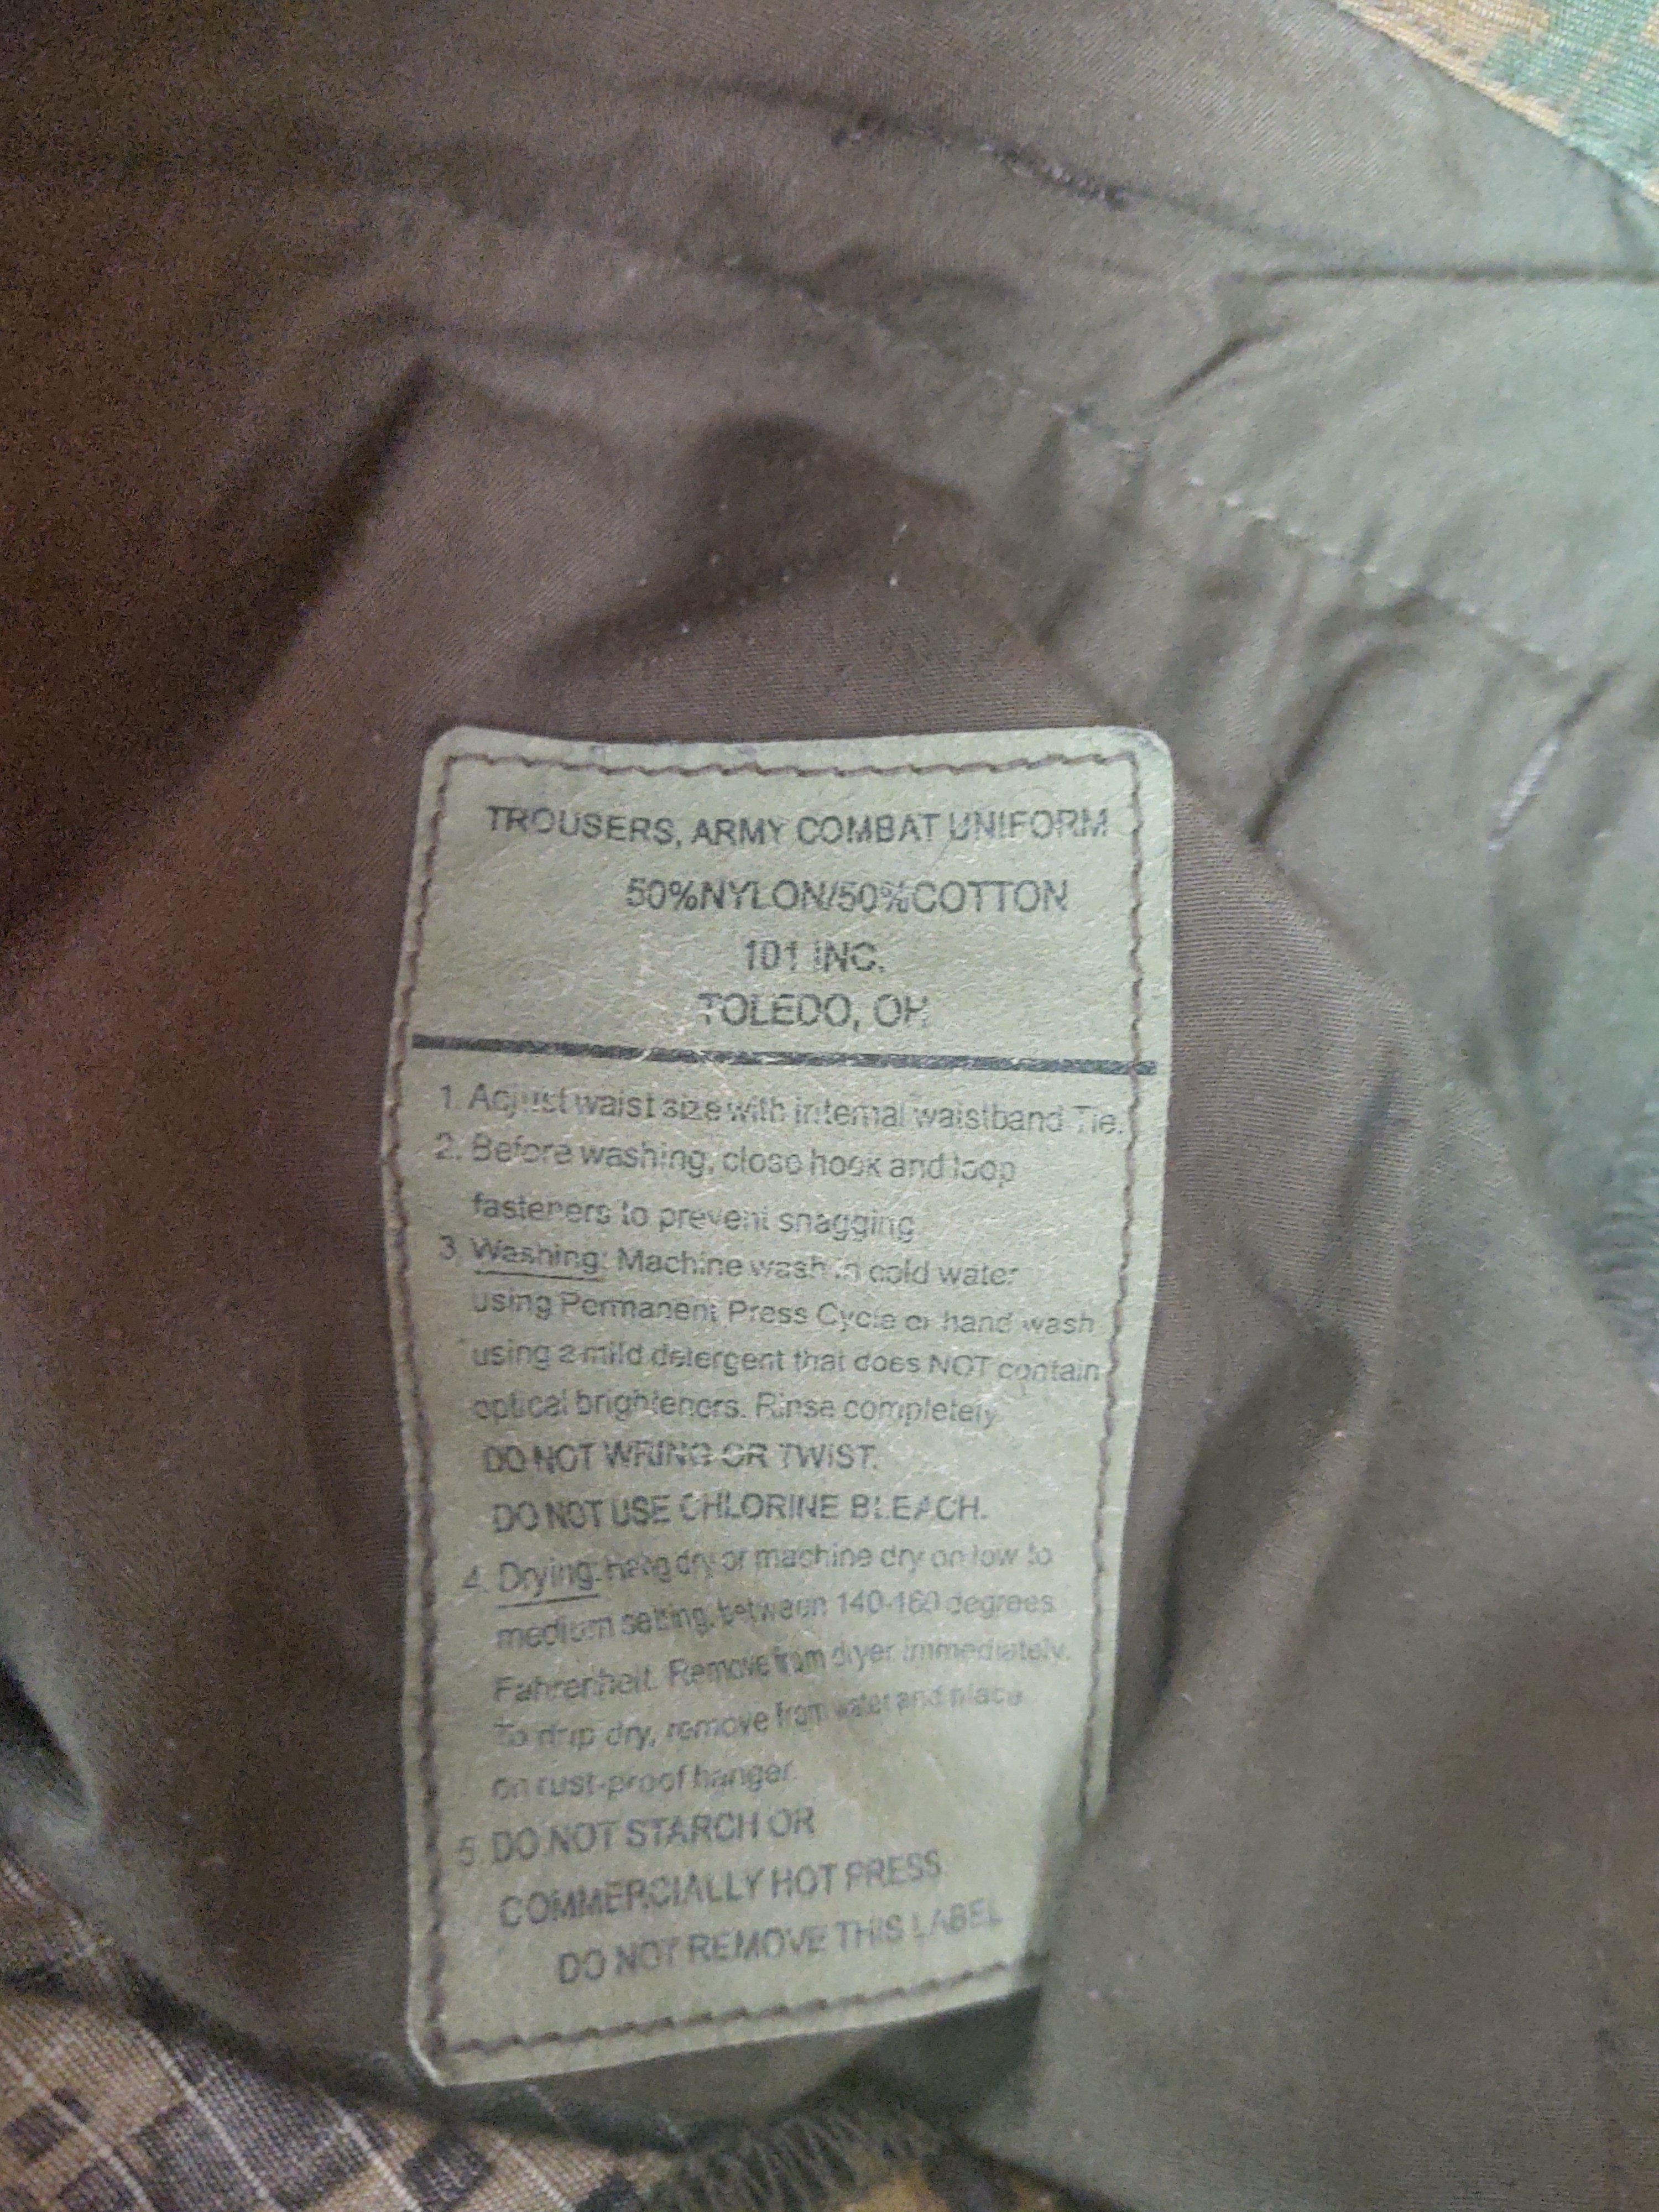 TROUSERS, ARMY COMBAT UNIFORM
50%NYLON/50%COTTON
101 INC.
TOLEDO, OH
1. Adjust waist size with internal waistband Tie.
2. Before washing, close hook and loop
fasteners to prevent snagging
3. Washing: Machine wash in cold water
using Permanent Press Cycle or hand wash
using a mild detergent that does NOT contain
optical brighteners. Rinse completely
DO NOT WRING OR TWIST.
DO NOT USE CHLORINE BLEACH.
4. Drying: Hang dry or machine dry on low to
medium setting, between 140-160 degrees
Fahrenheit. Remove from dryer immediately.
To drip dry, remove from water and place
on rust-proof hanger.
5. DO NOT STARCH OR
COMMERCIALLY HOT PRESS
DO NOT REMOVE THIS LABEL